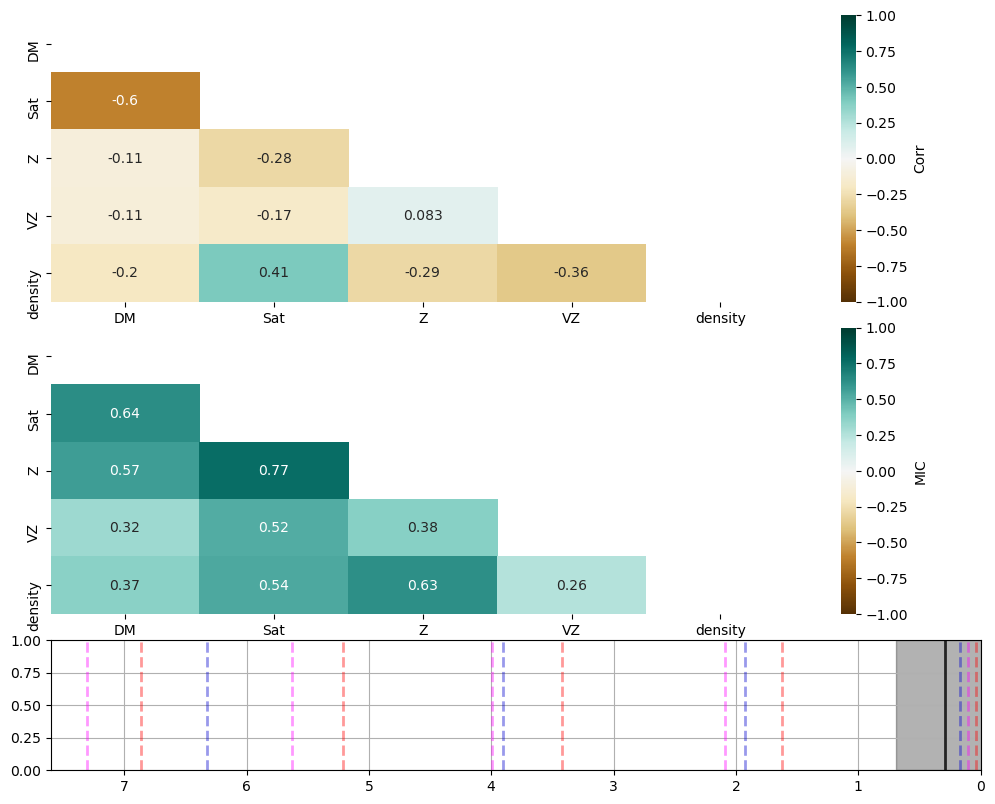 DM
Sat
Z
VZ
density
-0.6
-0.11 -0.28
-0.11 -0.17 0.083
-0.2 0.41 -0.29 -0.36
DM Sat Z VZ density
1.00
0.75
0.50
0.25
0.00
−0.25
−0.50
−0.75
−1.00
Corr
DM
Sat
Z
VZ
density
0.64
0.57 0.77
0.32 0.52 0.38
0.37 0.54 0.63 0.26
DM Sat Z VZ density
1.00
0.75
0.50
0.25
0.00
−0.25
−0.50
−0.75
−1.00
MIC
1.00
0.75
0.50
0.25
0.00
7 6 5 4 3 2 1 0